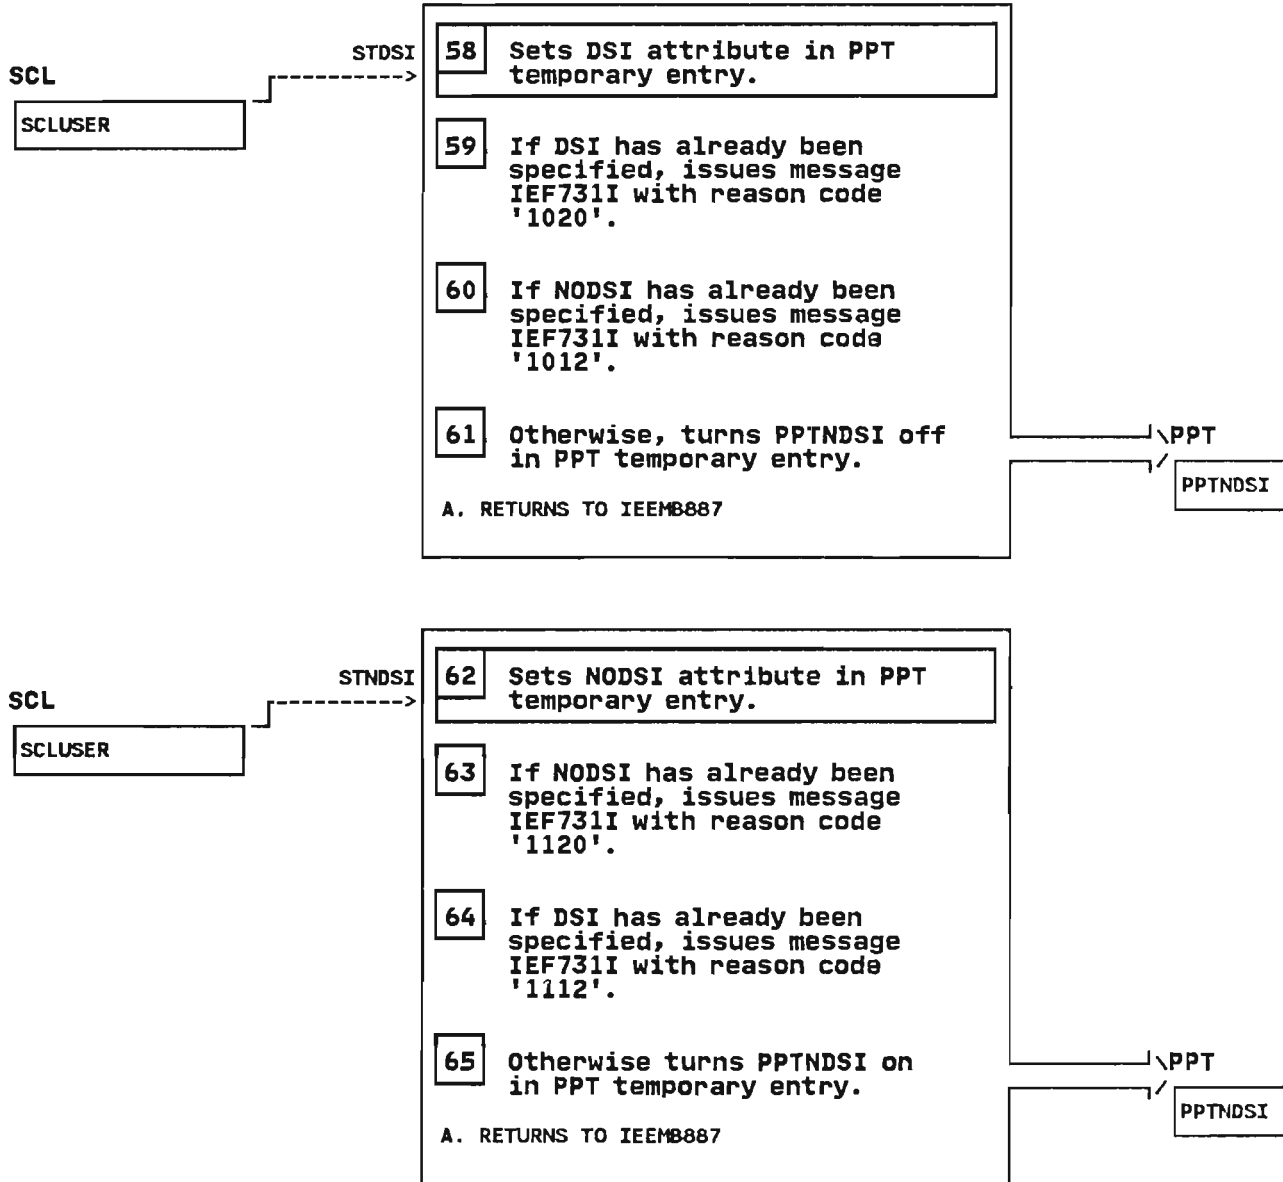 STDSI
58 Sets DSI attribute in PPT
temporary entry.
SCL
SCLUSER
59 If DSI has already been
specified, issues message
IEF731I with reason code
'1020'.
60 If NODSI has already been
specified, issues message
IEF731I with reason code
'1012'.
61 Otherwise, turns PPTNDSI off
in PPT temporary entry.
PPT
PPTNDSI
A. RETURNS TO IEEMB887
STNDSI
62 Sets NODSI attribute in PPT
temporary entry.
SCL
SCLUSER
63 If NODSI has already been
specified, issues message
IEF731I with reason code
'1120'.
64 If DSI has already been
specified, issues message
IEF731I with reason code
'1112'.
65 Otherwise turns PPTNDSI on
in PPT temporary entry.
PPT
PPTNDSI
A. RETURNS TO IEEMB887